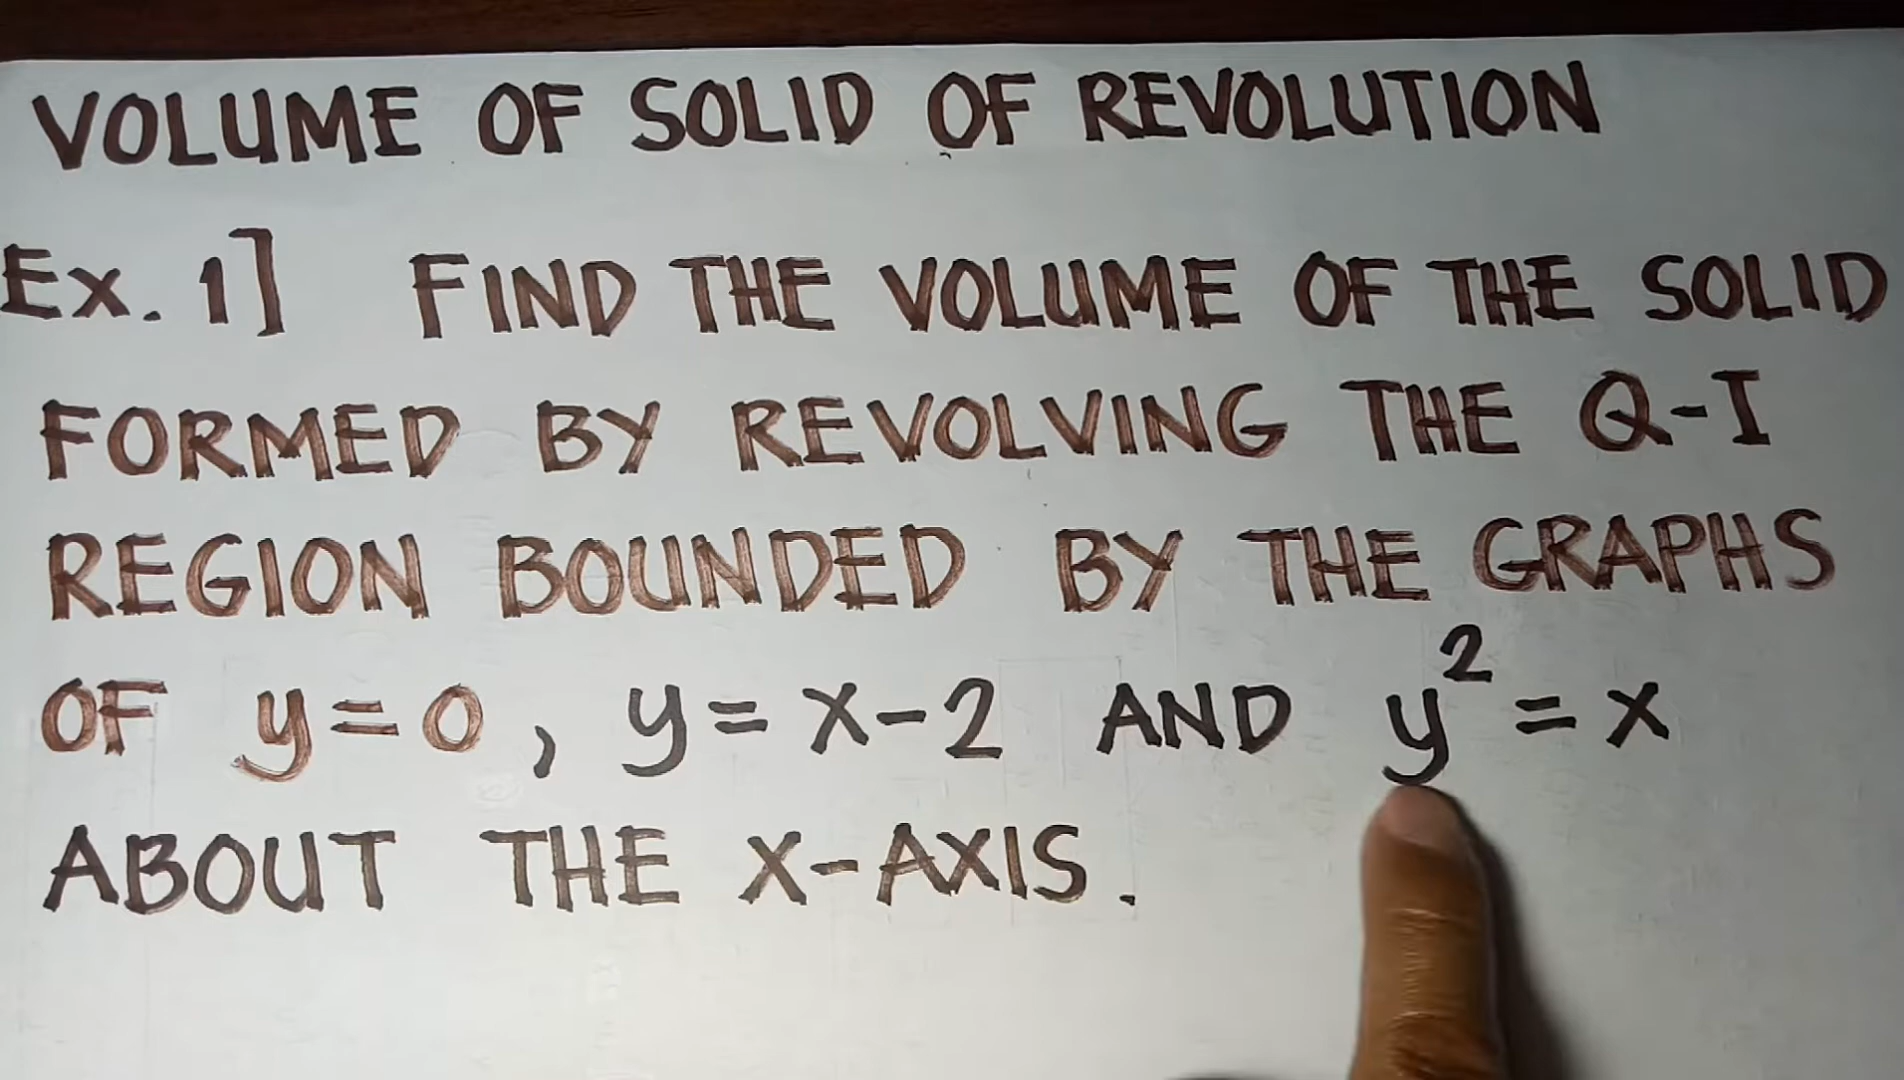 VOLUME OF SOLID OF REVOLUTION
Ex. 1] FIND THE VOLUME OF THE SOLID
FORMED BY REVOLVING THE Q-I
REGION BOUNDED BY THE GRAPHS
OF y = 0, y = x-2 AND y² = x
ABOUT THE X-AXIS.